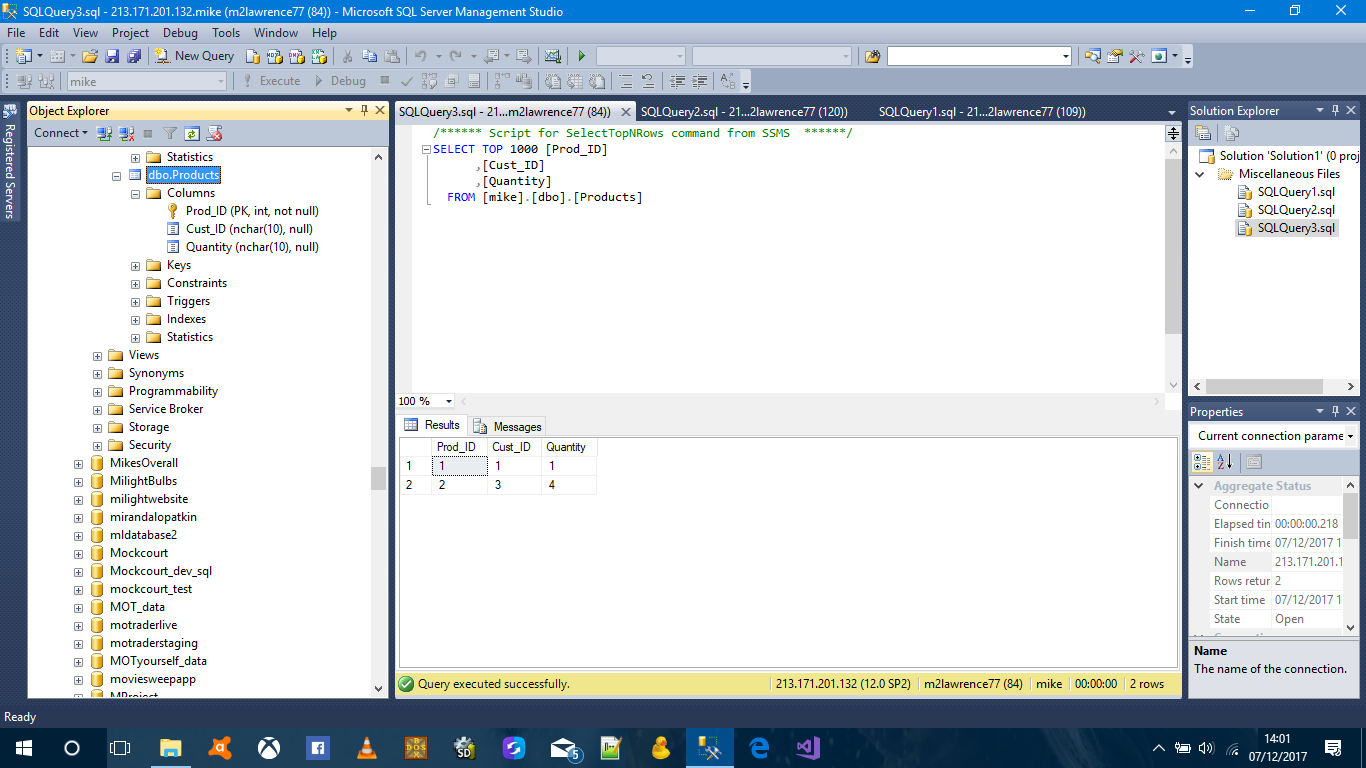 SQLQuery3.sql - 213.171.201.132.mike (m2lawrence77 (84)) - Microsoft SQL Server Management Studio
File Edit View Project Debug Tools Window Help
New Query
mike
Execute
Debug
Registered Servers
Object Explorer
Connect
Statistics
dbo.Products
Columns
Prod_ID (PK, int, not null)
Cust_ID (nchar(10), null)
Quantity (nchar(10), null)
Keys
Constraints
Triggers
Indexes
Statistics
Views
Synonyms
Programmability
Service Broker
Storage
Security
MikesOverall
MilightBulbs
milightwebsite
mirandalopatkin
mldatabase2
Mockcourt
Mockcourt_dev_sql
mockcourt_test
MOT_data
motraderlive
motraderstaging
MOTyourself_data
moviesweepapp
MProject
SQLQuery3.sql - 21...m2lawrence77 (84))
SQLQuery2.sql - 21...2lawrence77 (120))
SQLQuery1.sql - 21...2lawrence77 (109))
/****** Script for SelectTopNRows command from SSMS ******/
SELECT TOP 1000 [Prod_ID]
,[Cust_ID]
,[Quantity]
FROM [mike].[dbo].[Products]
100 %
Results
Messages
Prod_ID Cust_ID Quantity
1 1 1 1
2 2 3 4
Query executed successfully.
213.171.201.132 (12.0 SP2)
m2lawrence77 (84)
mike
00:00:00
2 rows
Solution Explorer
Solution 'Solution1' (0 proj
Miscellaneous Files
SQLQuery1.sql
SQLQuery2.sql
SQLQuery3.sql
Properties
Current connection parame
Aggregate Status
Connectio
Elapsed tin 00:00:00.218
Finish time 07/12/2017 1
Name 213.171.201.1
Rows retur 2
Start time 07/12/2017 1
State Open
Name
The name of the connection.
Ready
14:01
07/12/2017